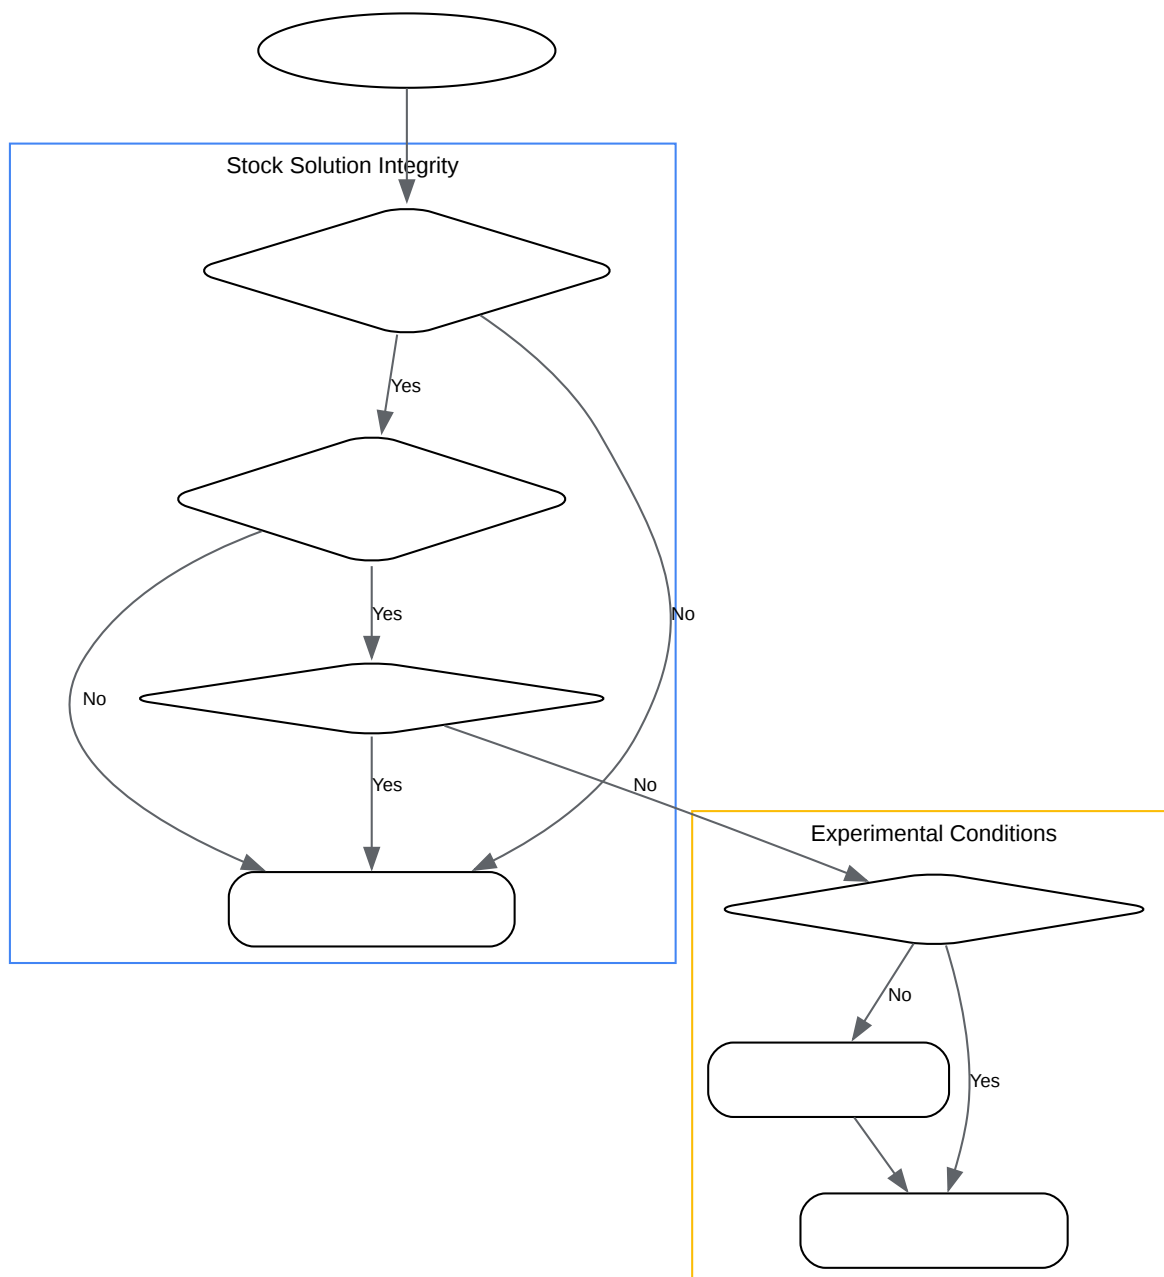 Stock Solution Integrity
Yes
Yes
No
No
Yes
No
Experimental Conditions
No
Yes